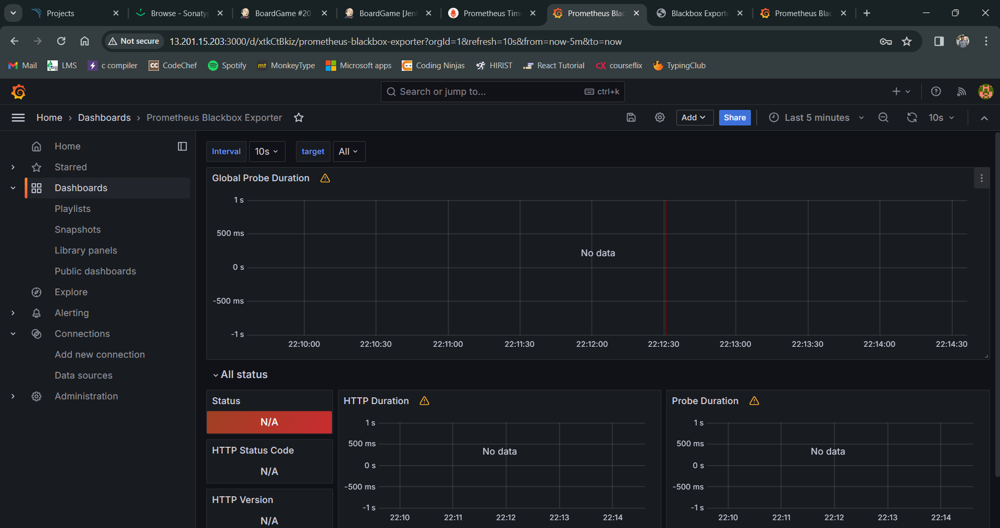 Projects
Browse - Sonaty
BoardGame #20
BoardGame [Jen
Prometheus Tim
Prometheus Blac
Blackbox Exporte
Prometheus Blac
Not secure
13.201.15.203:3000/d/xtkCtBkiz/prometheus-blackbox-exporter?orgId=1&refresh=10s&from=now-5m&to=now
Mail
LMS
c compiler
CC CodeChef
Spotify
mt MonkeyType
Microsoft apps
Coding Ninjas
HIRIST
React Tutorial
CX courseflix
TypingClub
Search or jump to...
ctrl+k
Home › Dashboards › Prometheus Blackbox Exporter
Add
Share
Last 5 minutes
10s
Home
Starred
Dashboards
Playlists
Snapshots
Library panels
Public dashboards
Explore
Alerting
Connections
Add new connection
Data sources
Administration
Interval 10s
target All
Global Probe Duration
1 s
500 ms
0 s
-500 ms
-1 s
No data
22:10:00 22:10:30 22:11:00 22:11:30 22:12:00 22:12:30 22:13:00 22:13:30 22:14:00 22:14:30
All status
Status
N/A
HTTP Status Code
N/A
HTTP Version
N/A
HTTP Duration
1 s
500 ms
0 s
-500 ms
-1 s
No data
22:10 22:11 22:12 22:13 22:14
Probe Duration
1 s
500 ms
0 s
-500 ms
-1 s
No data
22:10 22:11 22:12 22:13 22:14